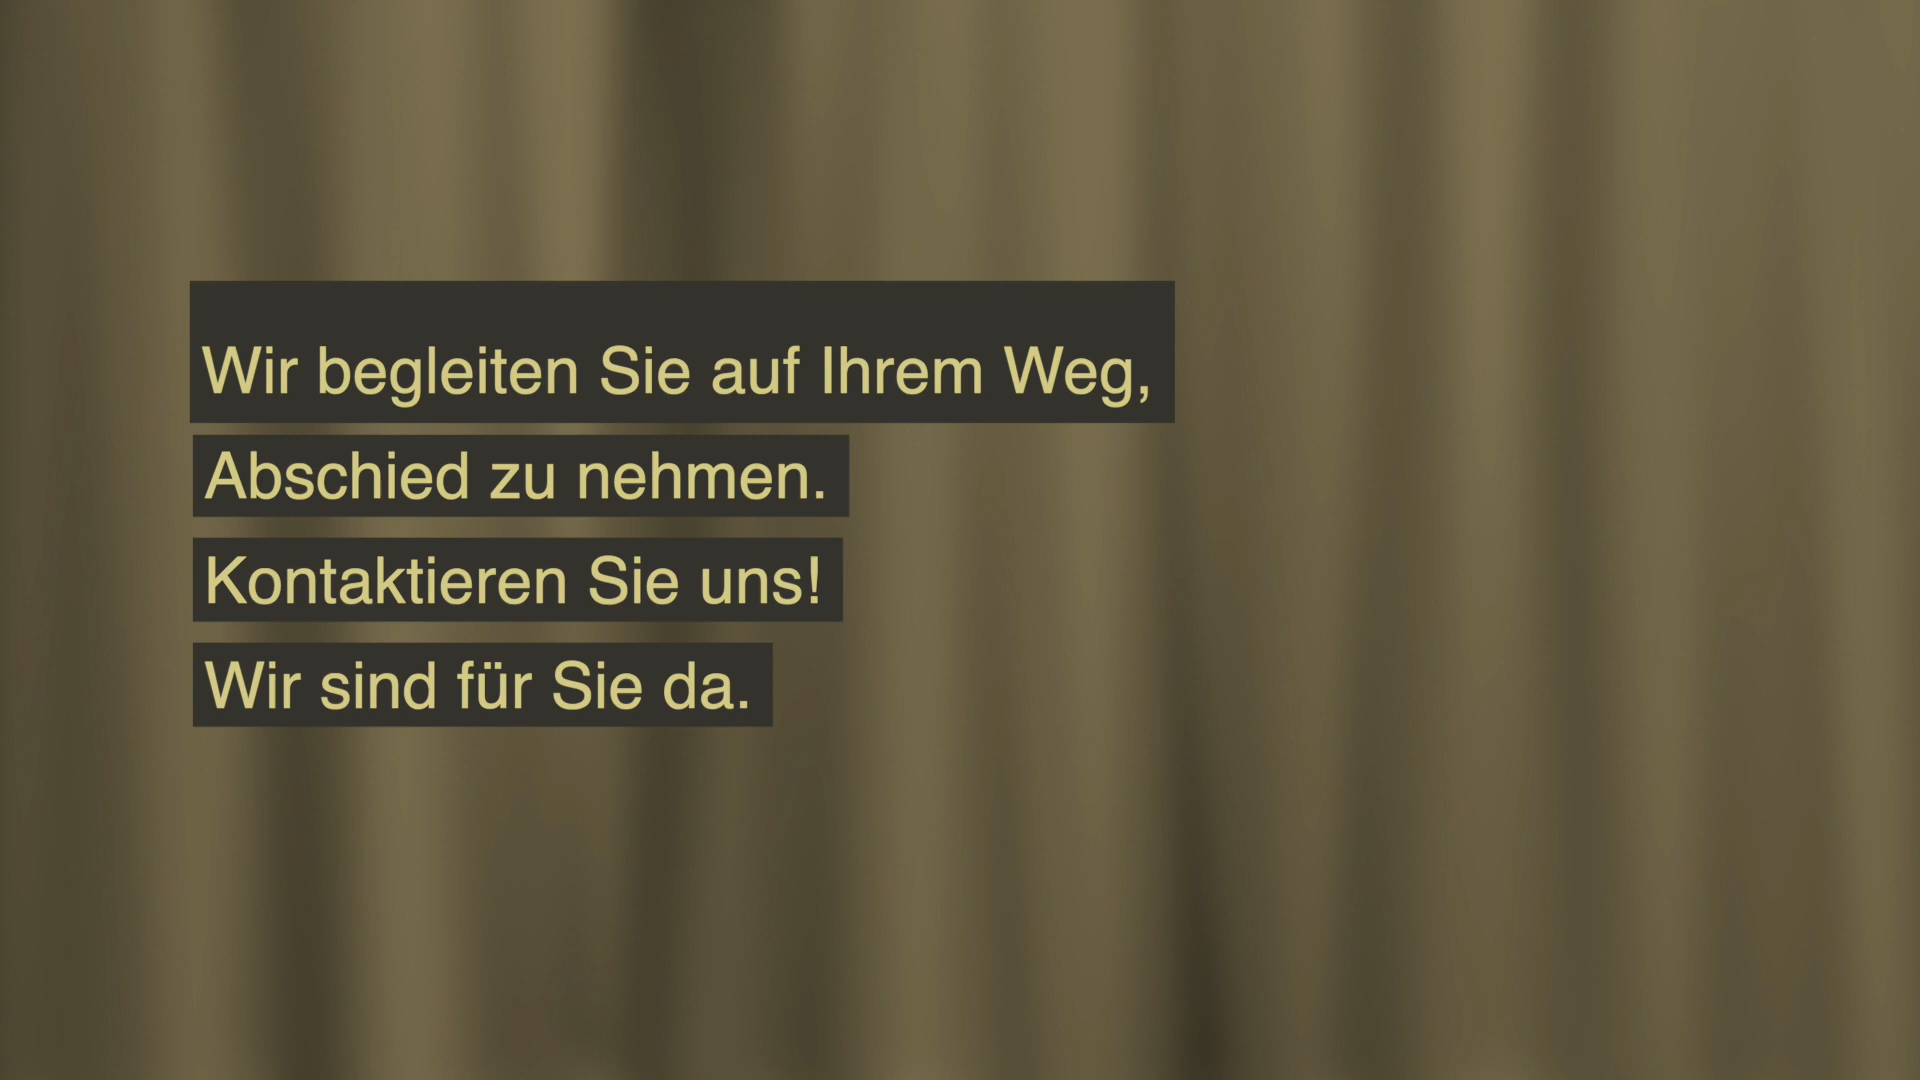 Wir begleiten Sie auf Ihrem Weg,
Abschied zu nehmen.
Kontaktieren Sie uns!
Wir sind für Sie da.